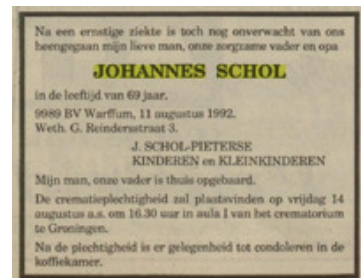 Na een ernstige ziekte is toch nog onverwacht van ons
heengegaan mijn lieve man, onze zorgzame vader en opa
JOHANNES SCHOL
in de leeftijd van 69 jaar.
9989 BV Warffum, 11 augustus 1992.
Weth. G. Reindersstraat 3.
J. SCHOL-PIETERSE
KINDEREN en KLEINKINDEREN
Mijn man, onze vader is thuis opgebaard.
De crematieplechtigheid zal plaatsvinden op vrijdag 14
augustus a.s. om 16.30 uur in aula I van het crematorium
te Groningen.
Na de plechtigheid is er gelegenheid tot condoleren in de
koffiekamer.